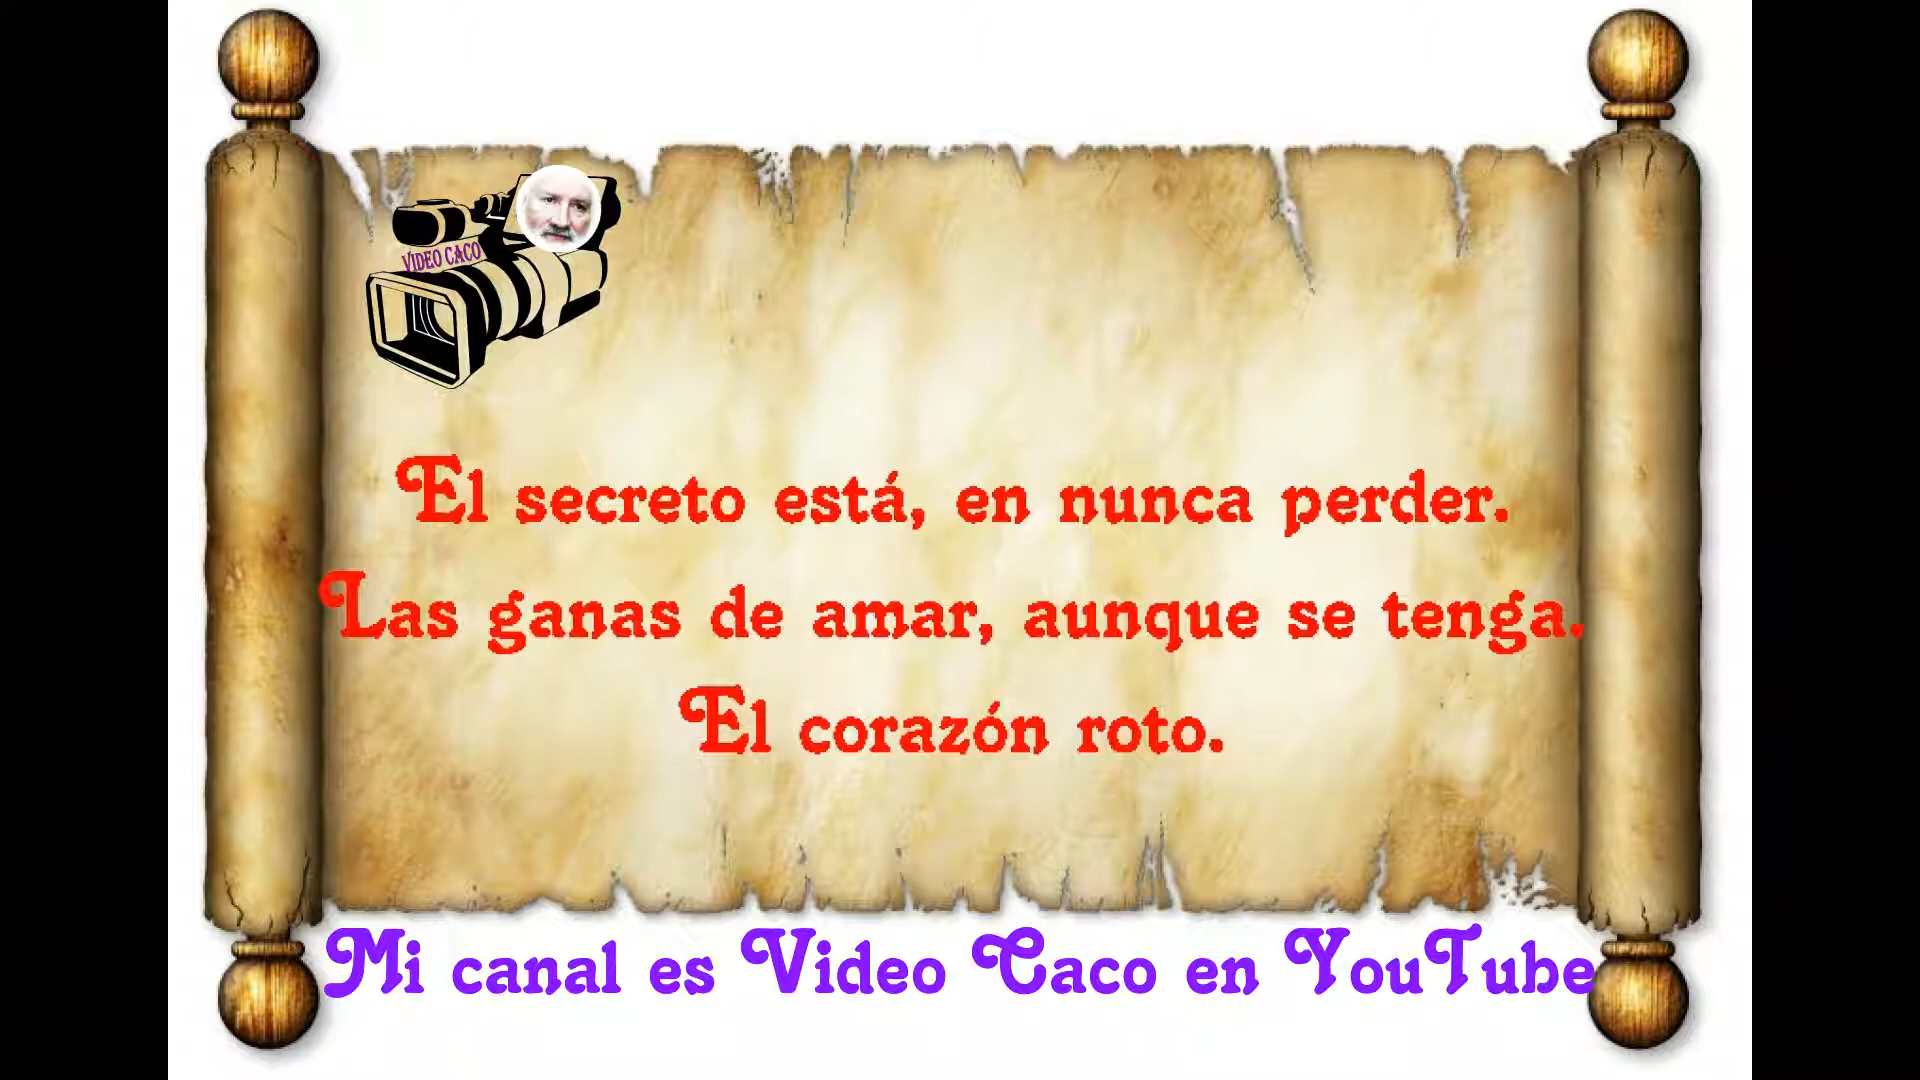 VIDEO CACO
El secreto está, en nunca perder.
Las ganas de amar, aunque se tenga.
El corazón roto.
Mi canal es Video Caco en YouTube